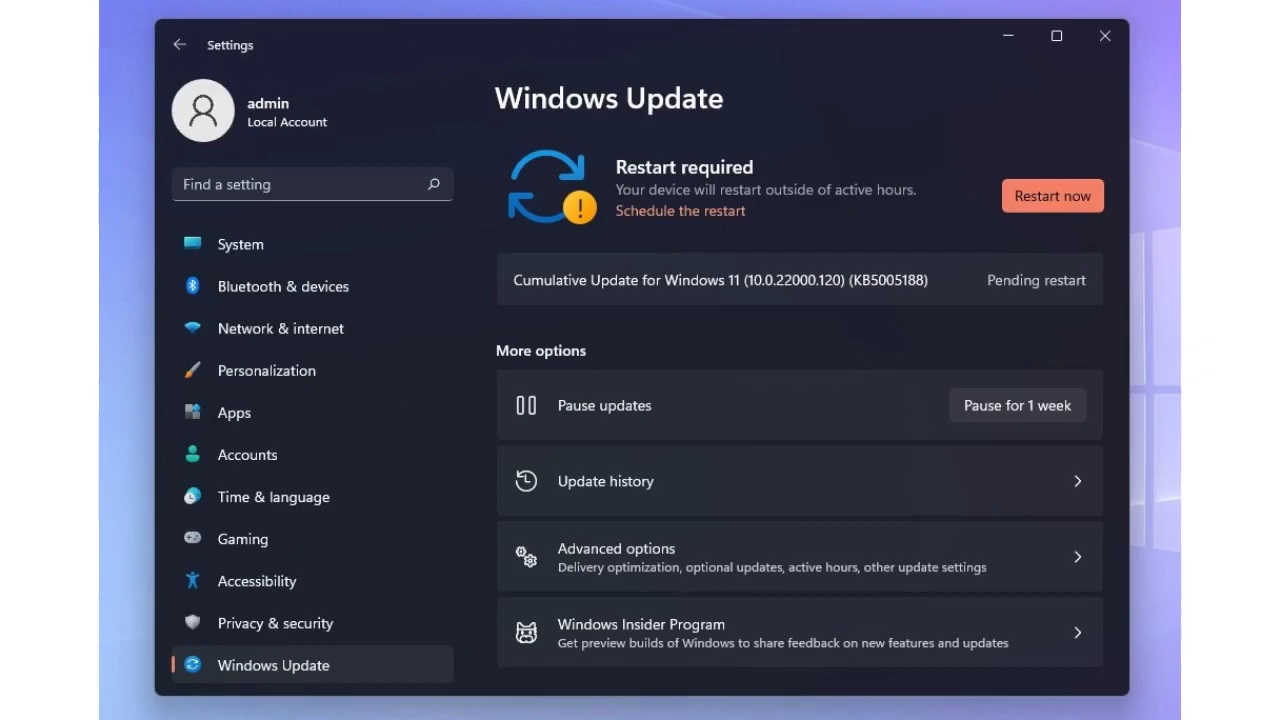 Settings
admin
Local Account
Find a setting
System
Bluetooth & devices
Network & internet
Personalization
Apps
Accounts
Time & language
Gaming
Accessibility
Privacy & security
Windows Update
Windows Update
Restart required
Your device will restart outside of active hours.
Schedule the restart
Restart now
Cumulative Update for Windows 11 (10.0.22000.120) (KB5005188) Pending restart
More options
Pause updates Pause for 1 week
Update history
Advanced options
Delivery optimization, optional updates, active hours, other update settings
Windows Insider Program
Get preview builds of Windows to share feedback on new features and updates